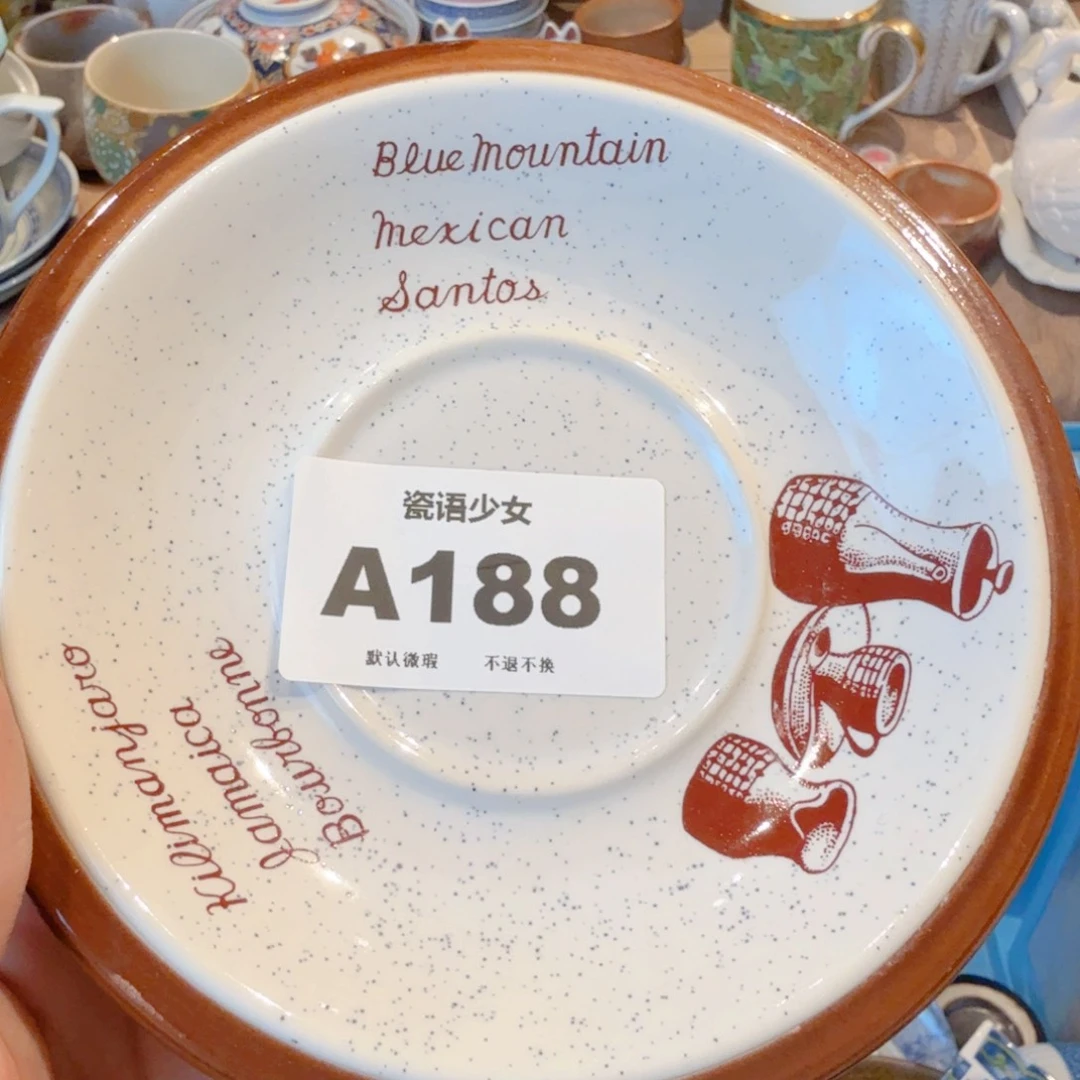 Blue Mountain
Mexican
Santos
瓷语少女
A188
默认微瑕 不退不换
Kilimanjaro
Jamaica
Bourbonne